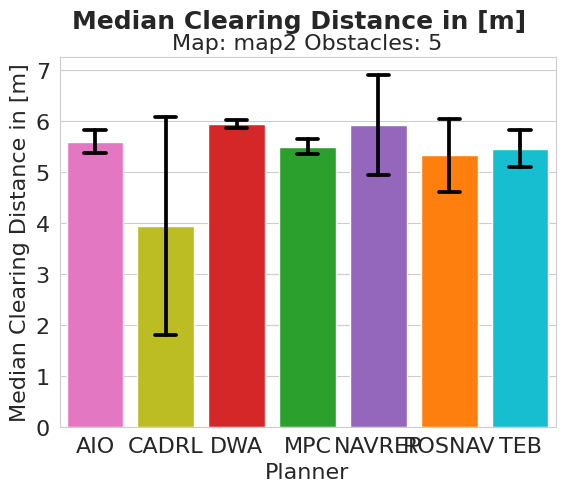 Median Clearing Distance in [m]
Map: map2 Obstacles: 5
Median Clearing Distance in [m]
7
6
5
4
3
2
1
0
AIO CADRL DWA MPC NAVREP ROSNAV TEB
Planner